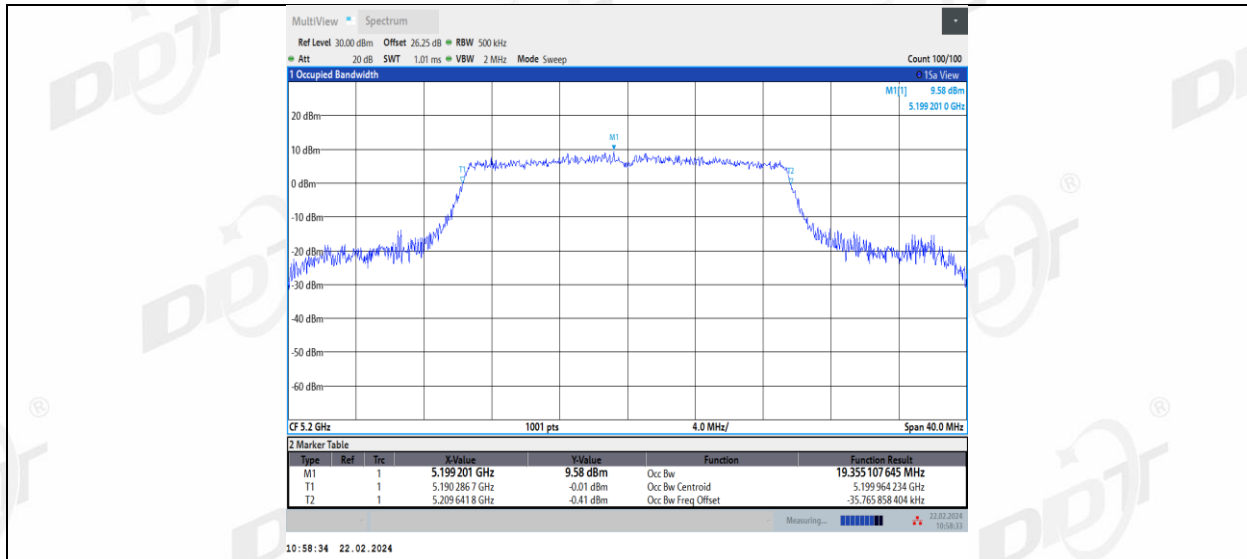 MultiView Spectrum
Ref Level 30.00 dBm Offset 26.25 dB RBW 500 kHz
Att 20 dB SWT 1.01 ms VBW 2 MHz Mode Sweep Count 100/100
1 Occupied Bandwidth 1Sa View
M1[1] 9.58 dBm
5.199 201 0 GHz
20 dBm
M1
10 dBm
T1 T2
0 dBm
-10 dBm
-20 dBm
-30 dBm
-40 dBm
-50 dBm
-60 dBm
CF 5.2 GHz 1001 pts 4.0 MHz/ Span 40.0 MHz
2 Marker Table
Type Ref Trc X-Value Y-Value Function Function Result
M1 1 5.199 201 GHz 9.58 dBm Occ Bw 19.355 107 645 MHz
T1 1 5.190 286 7 GHz -0.01 dBm Occ Bw Centroid 5.199 964 234 GHz
T2 1 5.209 641 8 GHz -0.41 dBm Occ Bw Freq Offset -35.765 858 404 kHz
Measuring... 22.02.2024
10:58:33
10:58:34 22.02.2024